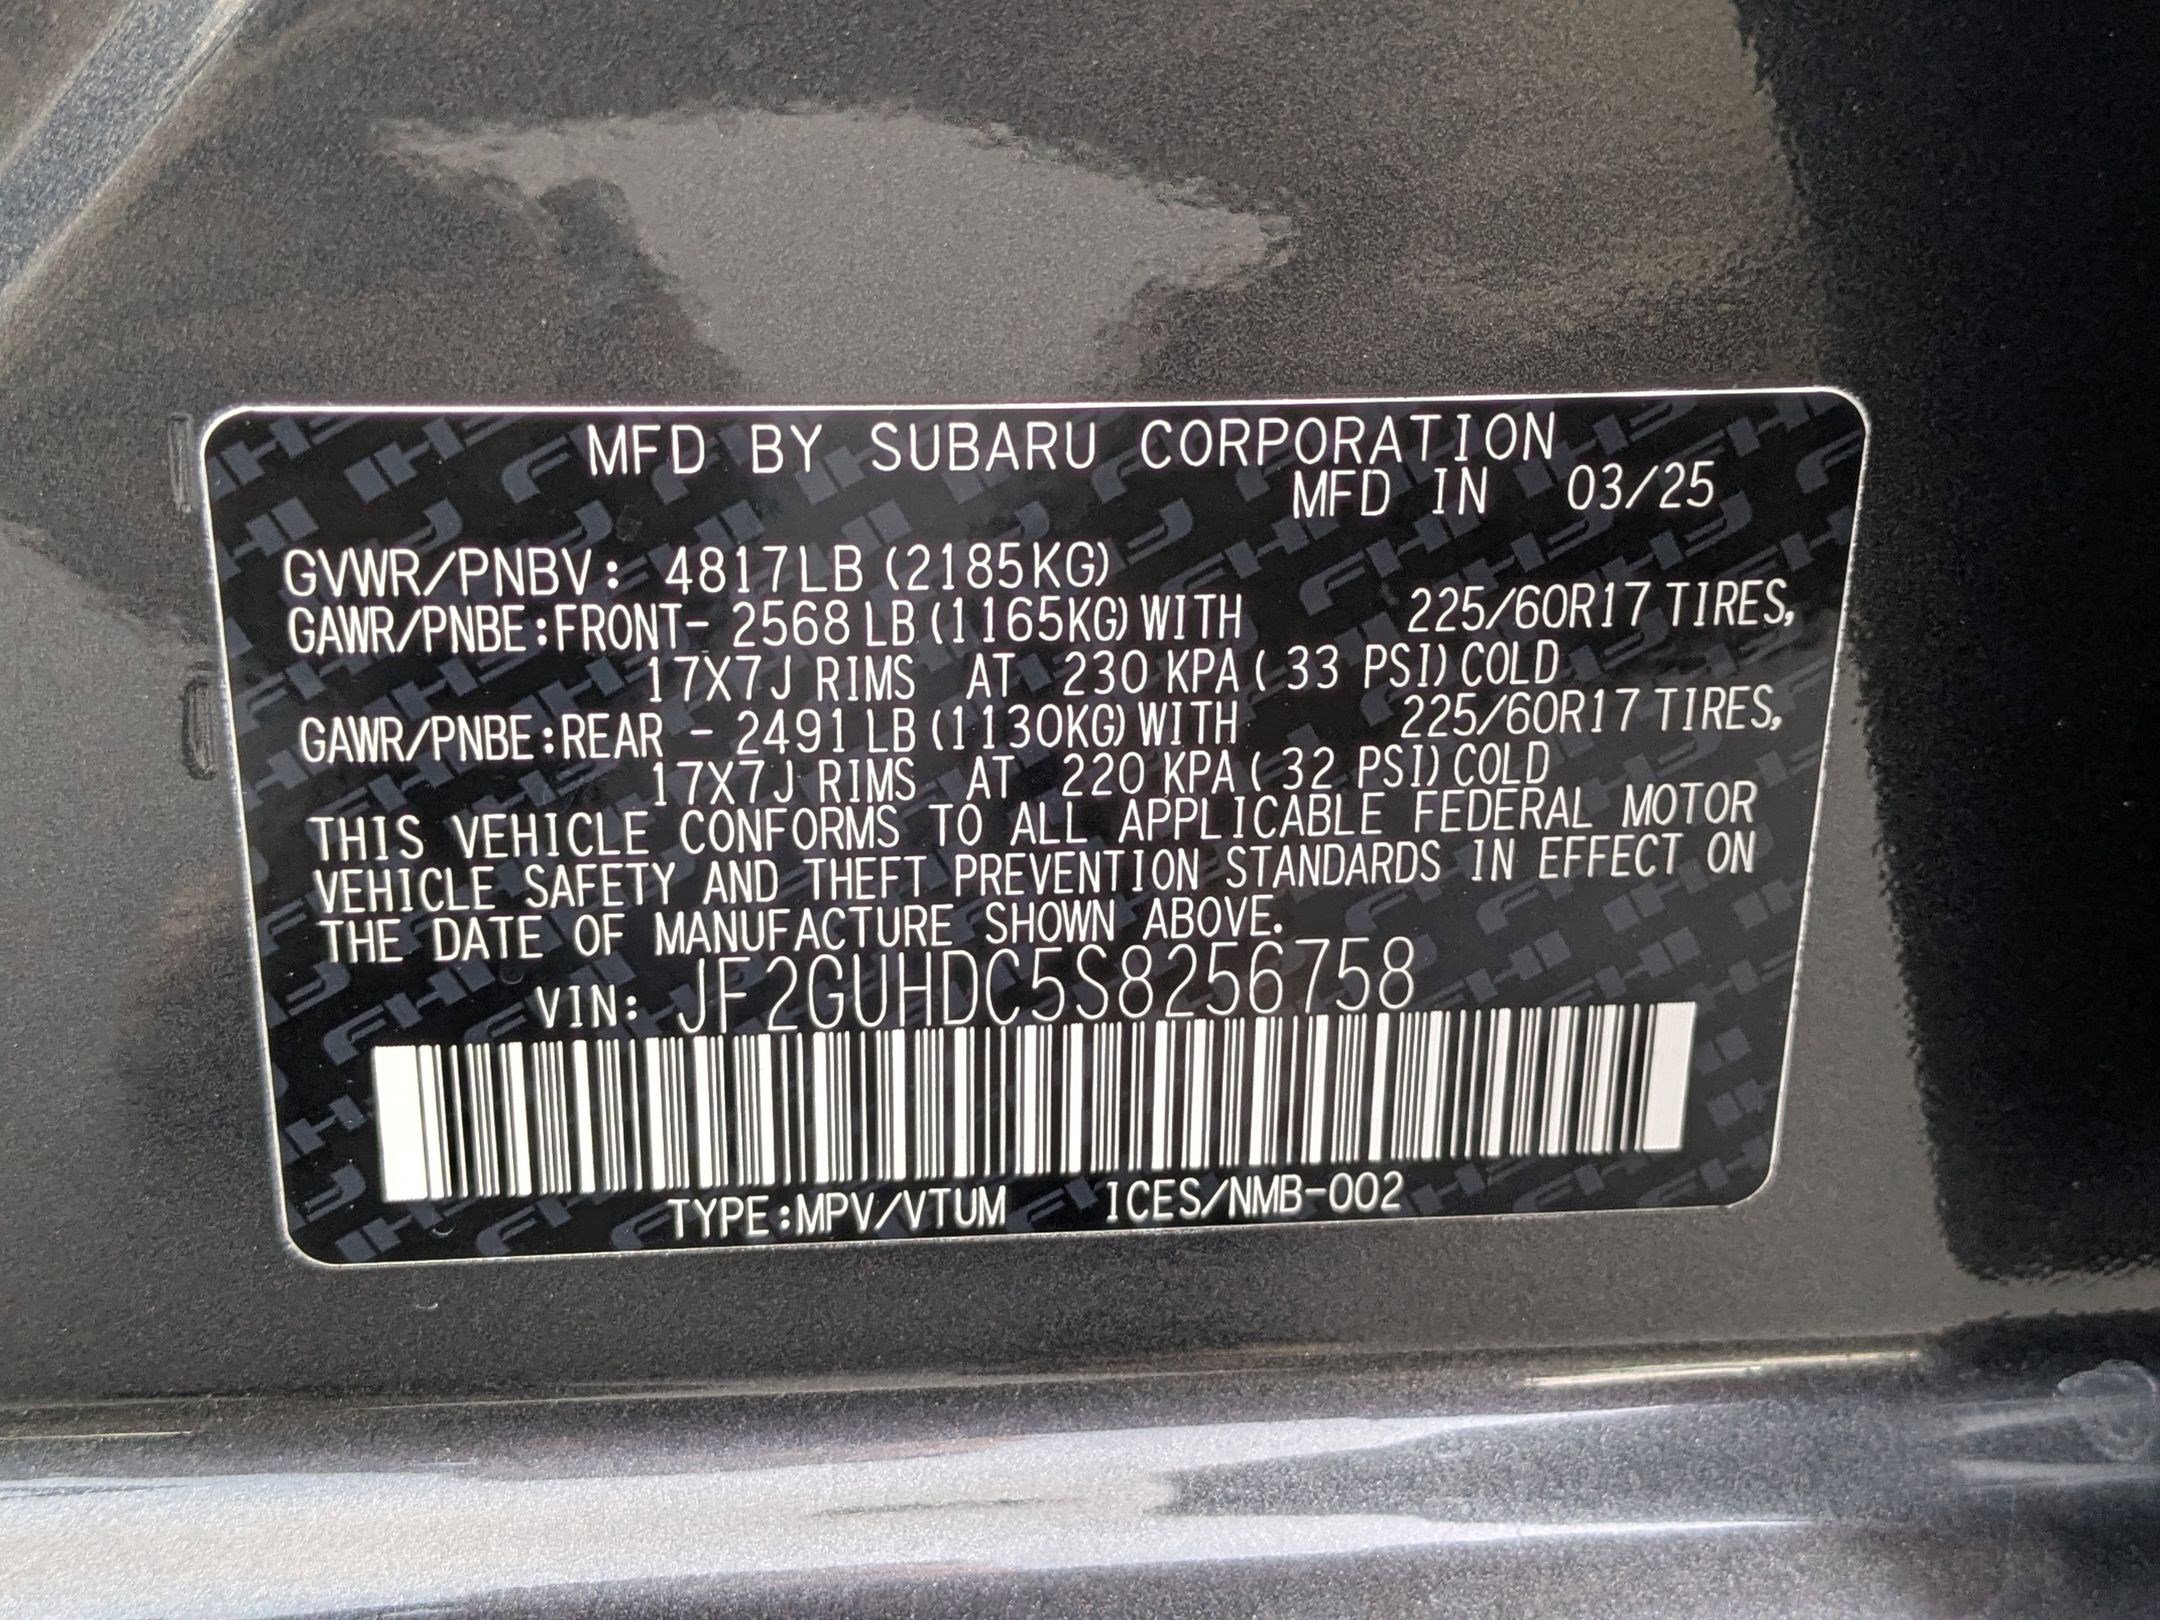 MFD BY SUBARU CORPORATION
MFD IN 03/25
GVWR/PNBV: 4817LB (2185KG)
GAWR/PNBE:FRONT- 2568 LB (1165KG) WITH 225/60R17 TIRES,
17X7J RIMS AT 230 KPA ( 33 PSI) COLD
GAWR/PNBE:REAR - 2491 LB (1130KG) WITH 225/60R17 TIRES,
17X7J RIMS AT 220 KPA ( 32 PSI) COLD
THIS VEHICLE CONFORMS TO ALL APPLICABLE FEDERAL MOTOR
VEHICLE SAFETY AND THEFT PREVENTION STANDARDS IN EFFECT ON
THE DATE OF MANUFACTURE SHOWN ABOVE.
VIN: JF2GUHDC5S8256758
TYPE:MPV/VTUM ICES/NMB-002